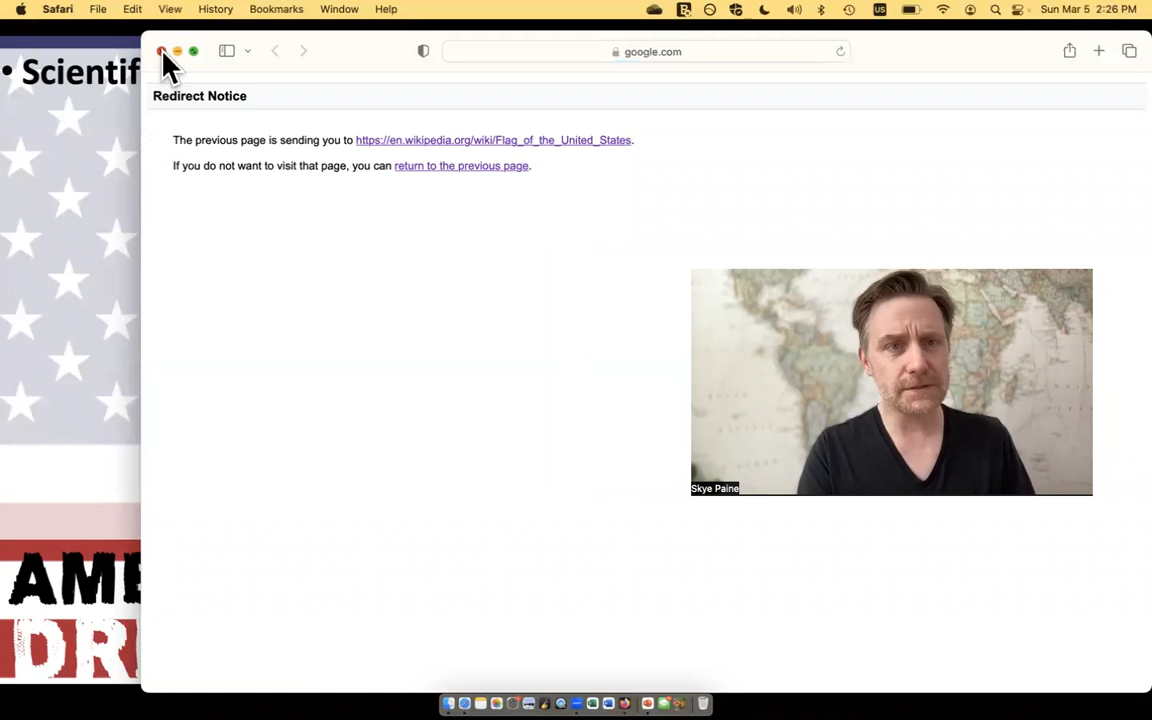 Safari File Edit View History Bookmarks Window Help US Sun Mar 5 2:26 PM
google.com
• Scientif
Redirect Notice
The previous page is sending you to https://en.wikipedia.org/wiki/Flag_of_the_United_States.
If you do not want to visit that page, you can return to the previous page.
Skye Paine
AME
DR